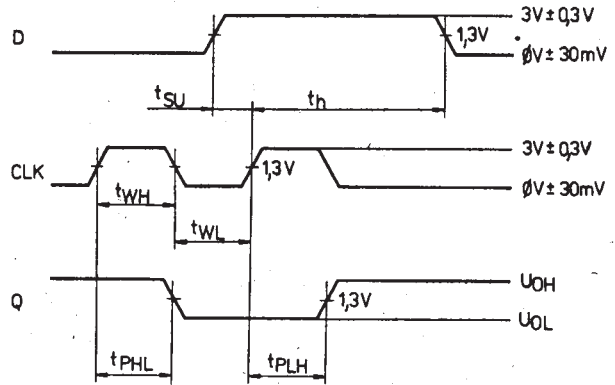 D
3V ± 0,3V
1,3V
ØV ± 30mV
tSU
th
CLK
3V ± 0,3V
1,3V
ØV ± 30mV
tWH
tWL
Q
UOH
1,3V
UOL
tPHL
tPLH